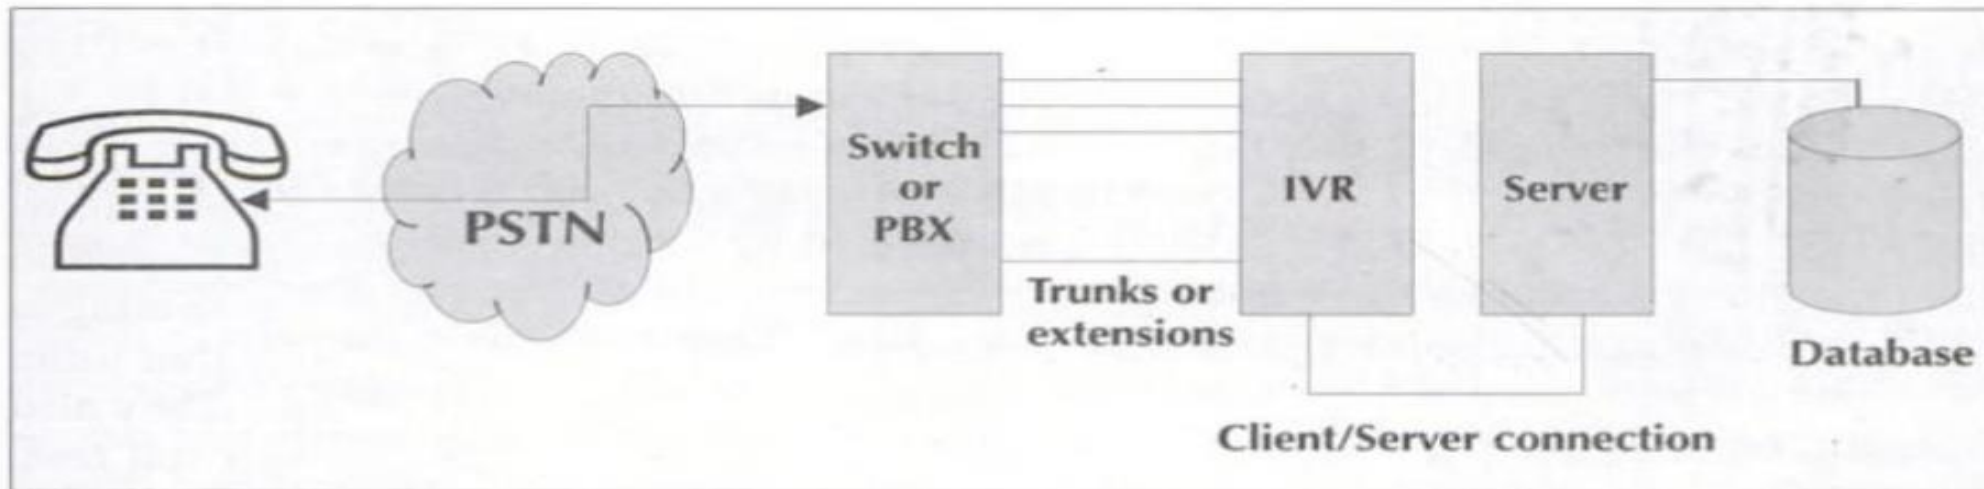 PSTN
Switch
or
PBX
Trunks or
extensions
IVR
Server
Client/Server connection
Database